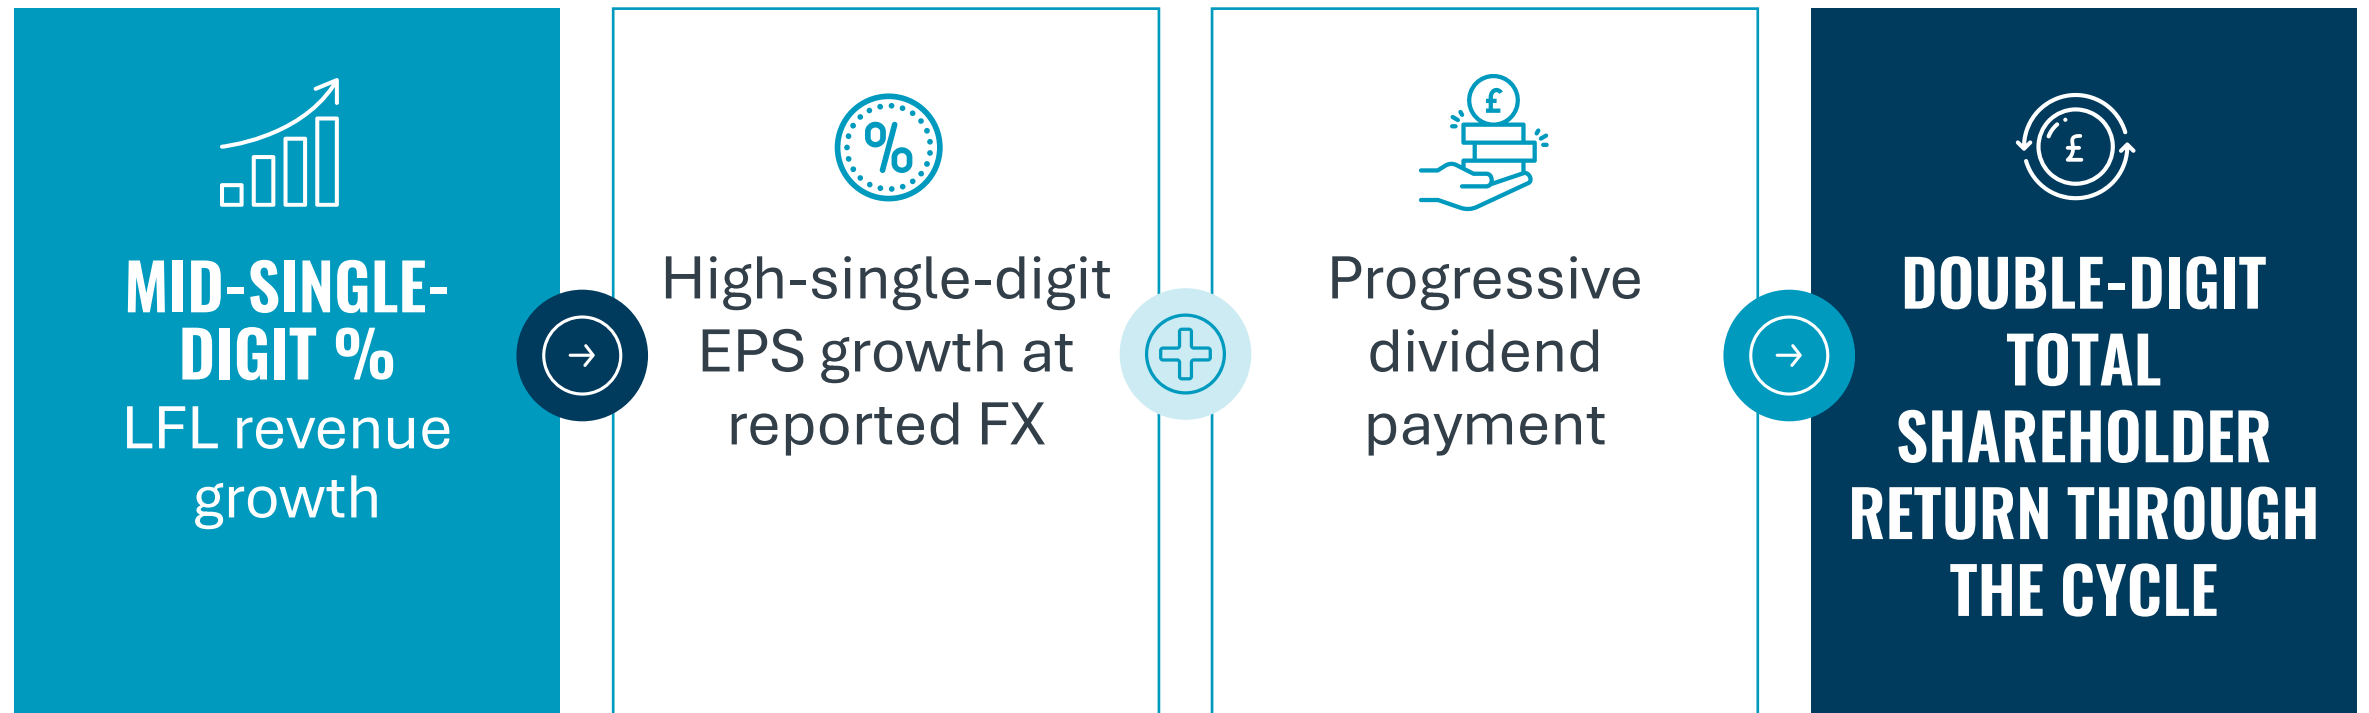 MID-SINGLE-
DIGIT %
LFL revenue
growth
%
High-single-digit
EPS growth at
reported FX
£
Progressive
dividend
payment
£
DOUBLE-DIGIT
TOTAL
SHAREHOLDER
RETURN THROUGH
THE CYCLE